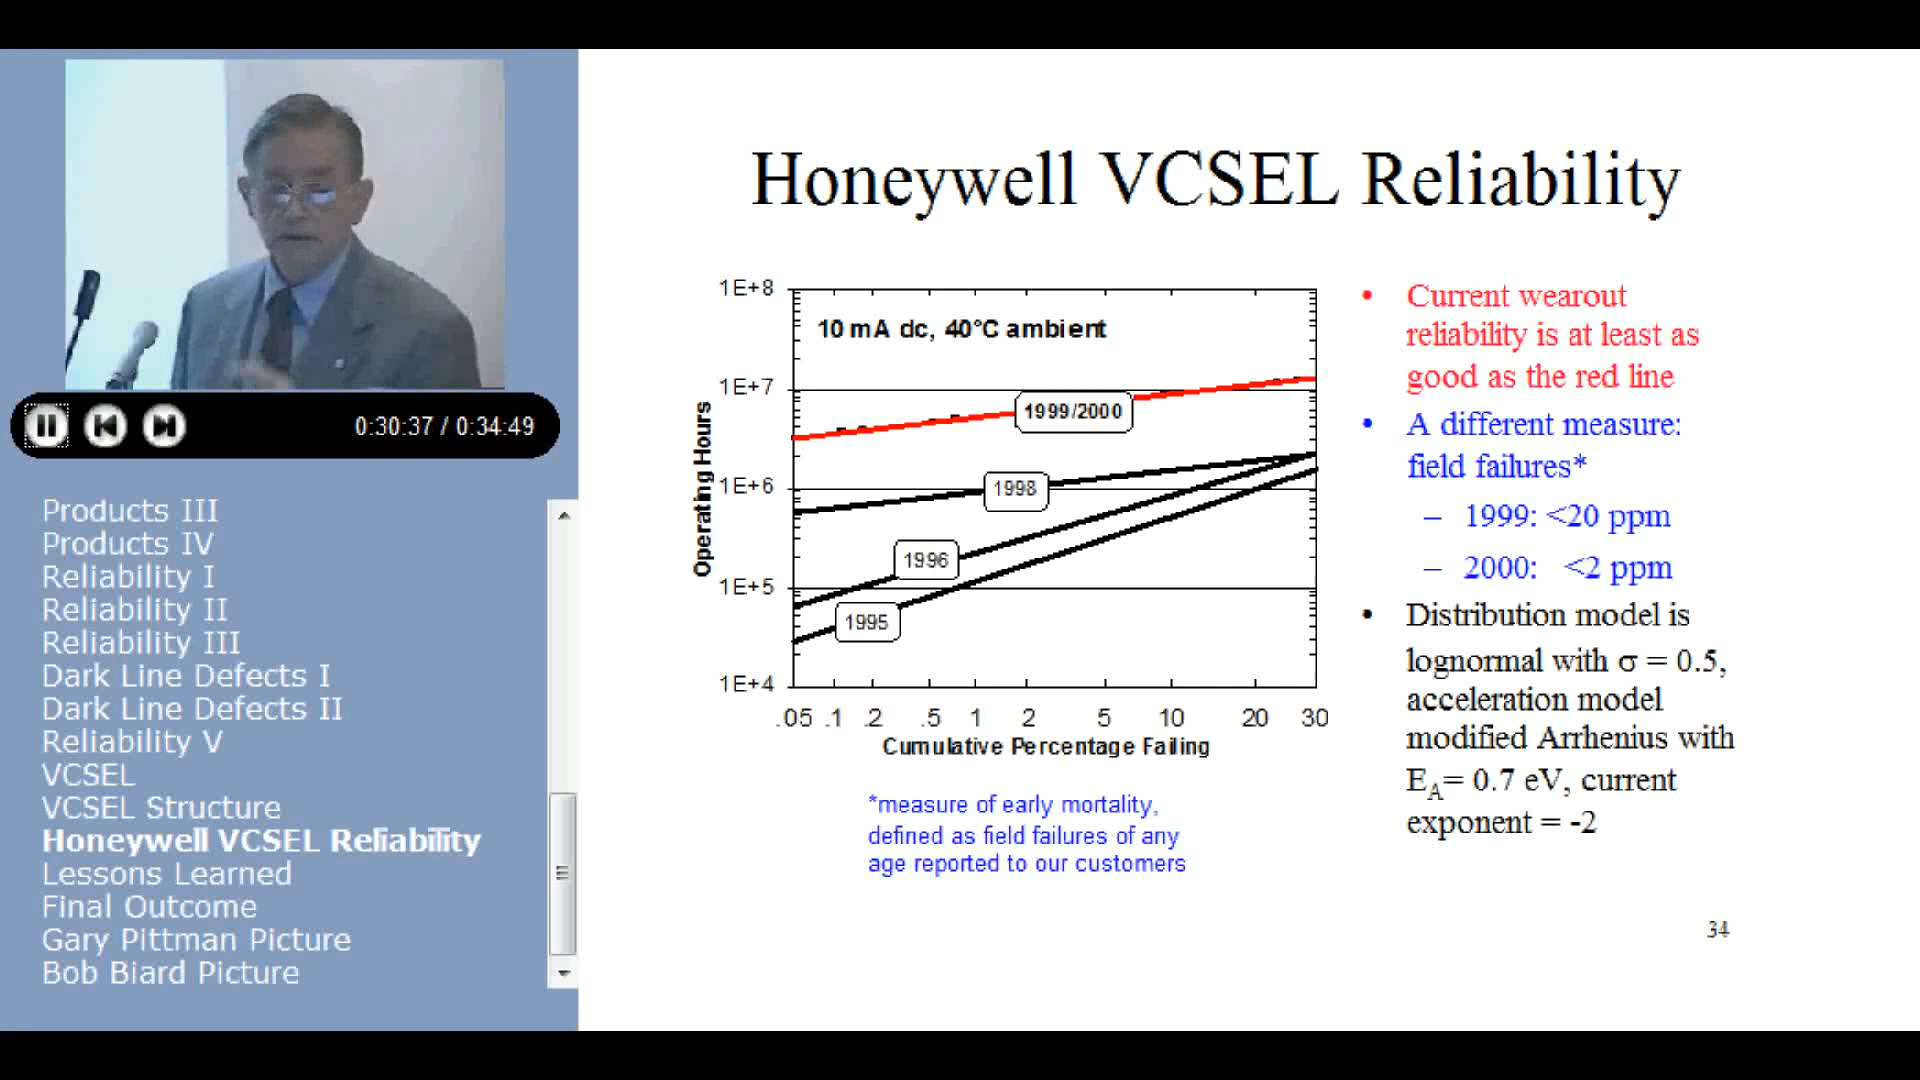 Honeywell VCSEL Reliability
0:30:37 / 0:34:49
Products III
Products IV
Reliability I
Reliability II
Reliability III
Dark Line Defects I
Dark Line Defects II
Reliability V
VCSEL
VCSEL Structure
Honeywell VCSEL Reliability
Lessons Learned
Final Outcome
Gary Pittman Picture
Bob Biard Picture
10 mA dc, 40°C ambient
Operating Hours
1E+8
1E+7
1E+6
1E+5
1E+4
1999/2000
1998
1996
1995
.05 .1 .2 .5 1 2 5 10 20 30
Cumulative Percentage Failing
*measure of early mortality,
defined as field failures of any
age reported to our customers
• Current wearout
reliability is at least as
good as the red line
• A different measure:
field failures*
– 1999: <20 ppm
– 2000: <2 ppm
• Distribution model is
lognormal with σ = 0.5,
acceleration model
modified Arrhenius with
EA= 0.7 eV, current
exponent = -2
34